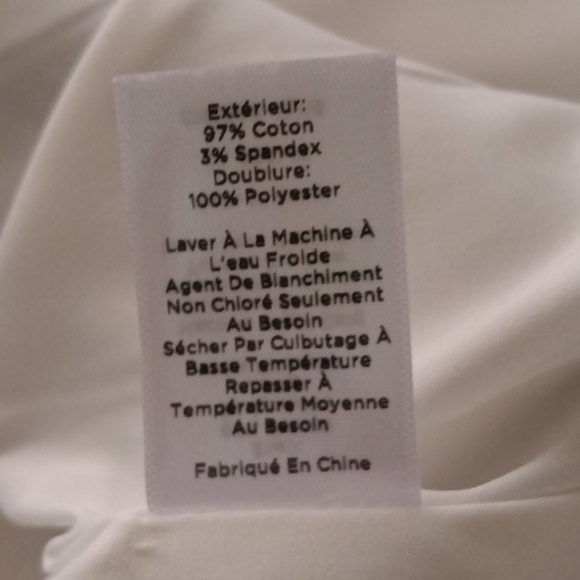 Extérieur:
97% Coton
3% Spandex
Doublure:
100% Polyester
Laver À La Machine À
L'eau Froide
Agent De Blanchiment
Non Chloré Seulement
Au Besoin
Sécher Par Culbutage À
Basse Température
Repasser À
Température Moyenne
Au Besoin
Fabriqué En Chine